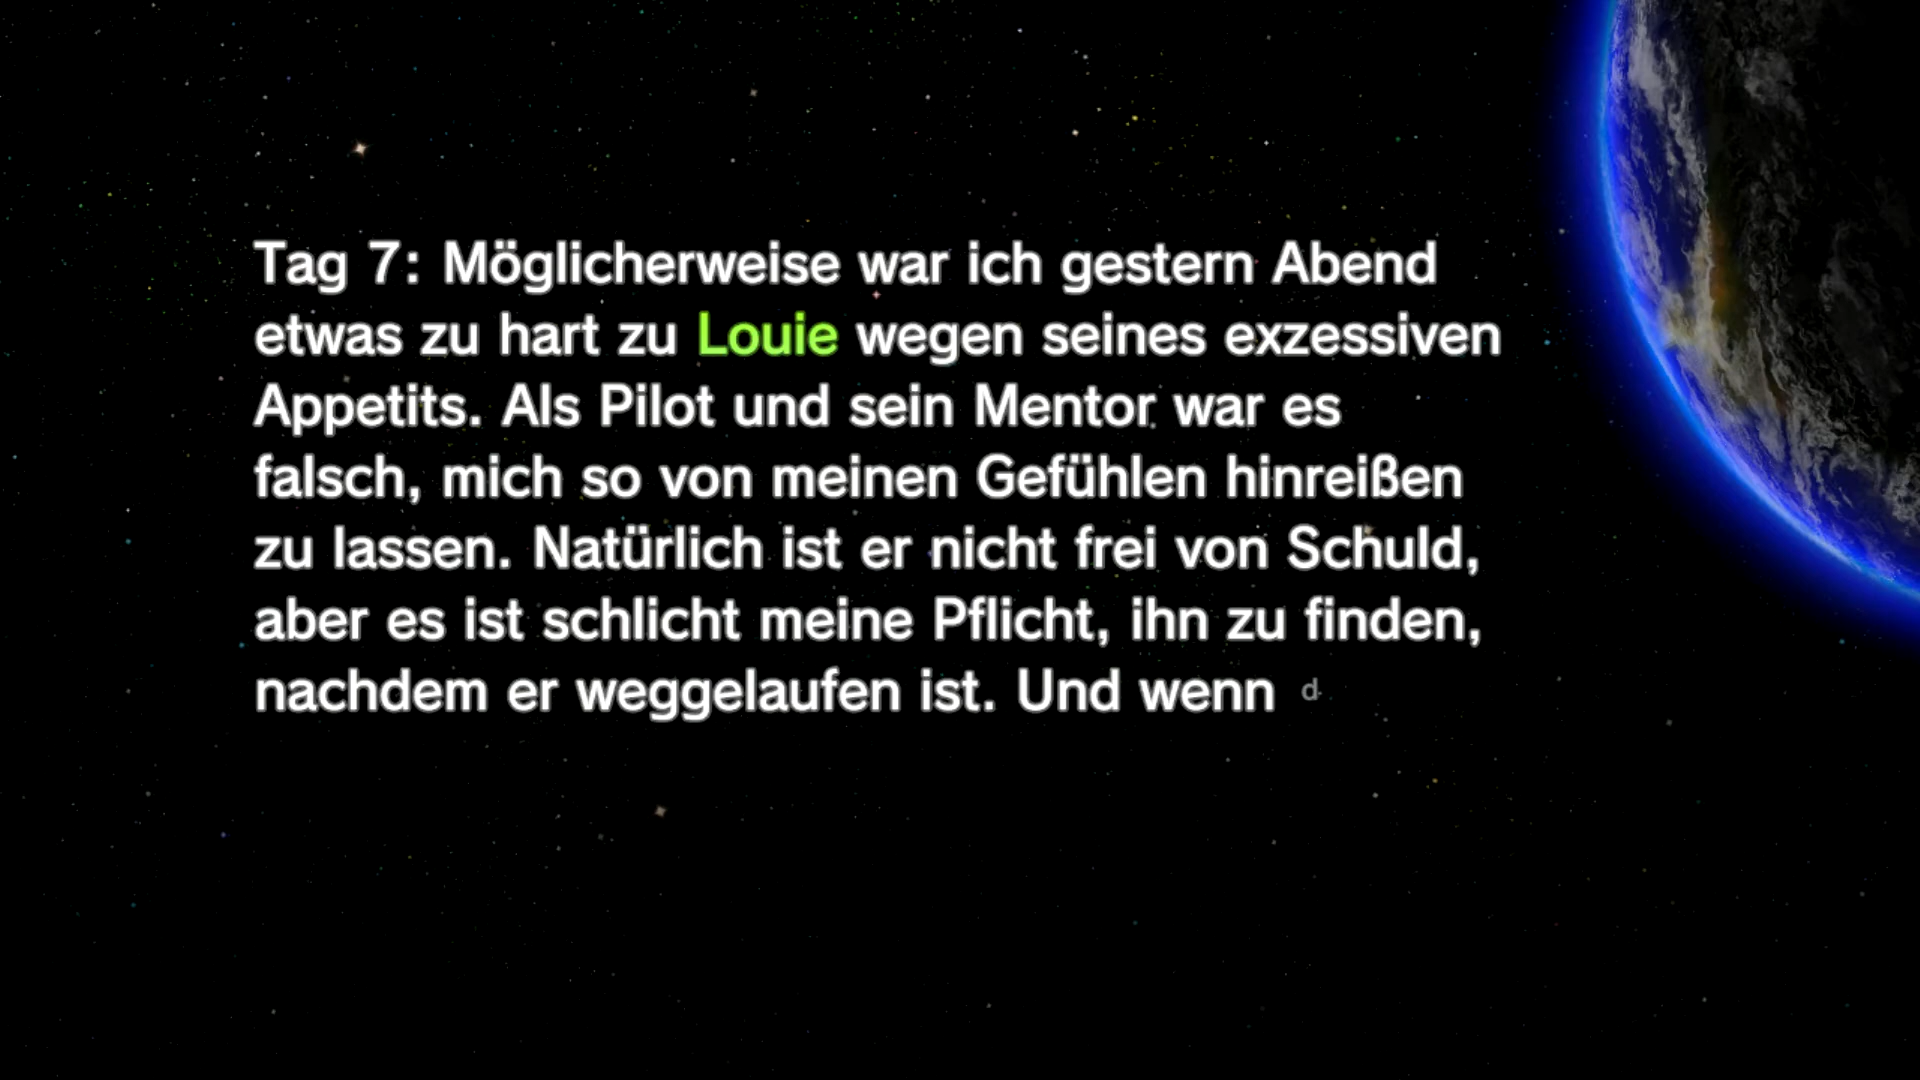 Tag 7: Möglicherweise war ich gestern Abend
etwas zu hart zu Louie wegen seines exzessiven
Appetits. Als Pilot und sein Mentor war es
falsch, mich so von meinen Gefühlen hinreißen
zu lassen. Natürlich ist er nicht frei von Schuld,
aber es ist schlicht meine Pflicht, ihn zu finden,
nachdem er weggelaufen ist. Und wenn d